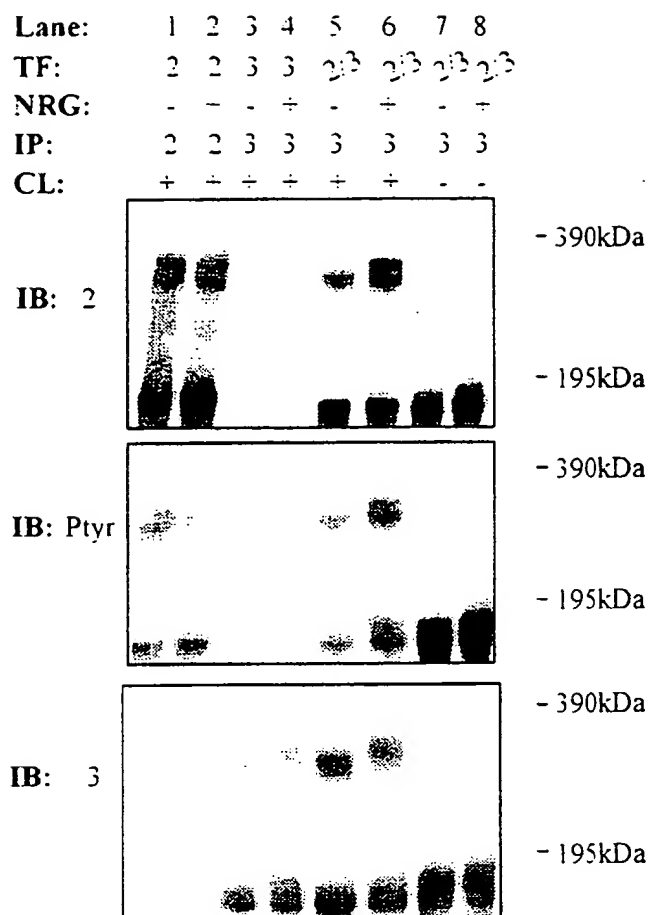 Lane: 1 2 3 4 5 6 7 8
TF: 2 2 3 3 2:3 2:3 2:3 2:3
NRG: - - - + - + - +
IP: 2 2 3 3 3 3 3 3
CL: + + + + + + - -
- 390kDa
IB: 2
- 195kDa
- 390kDa
IB: Ptyr
- 195kDa
- 390kDa
IB: 3
- 195kDa